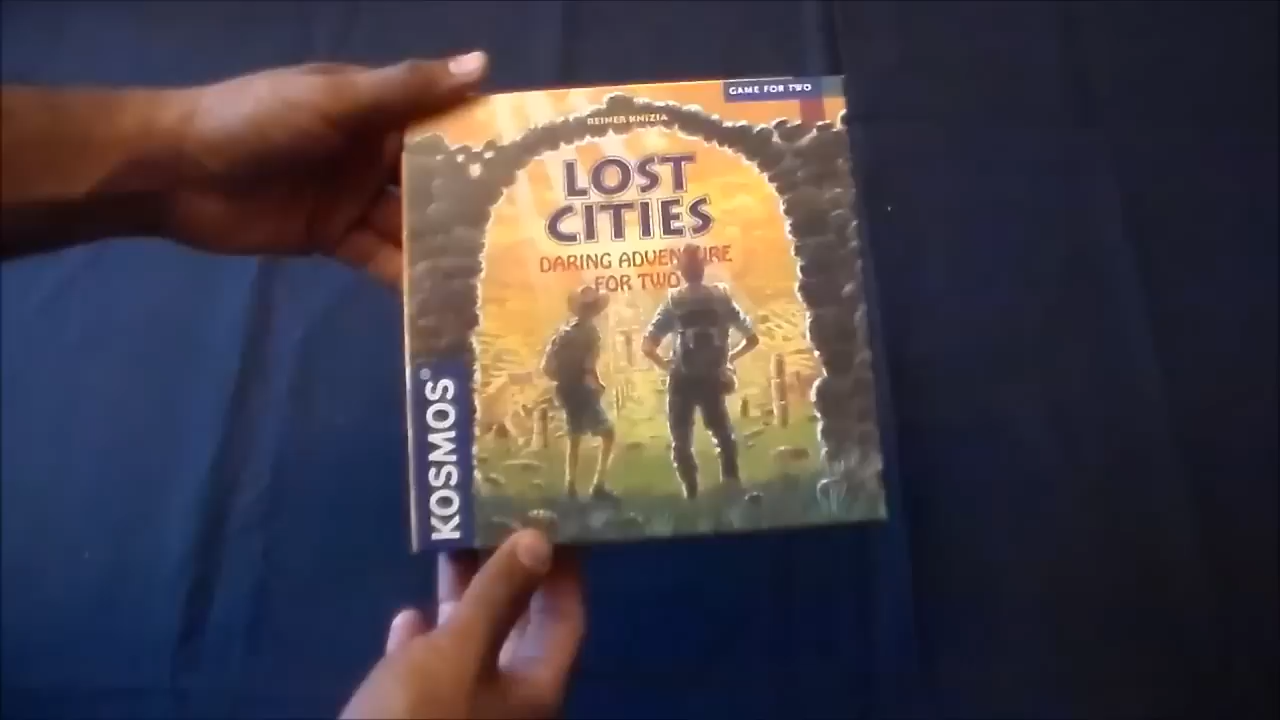 GAME FOR TWO
REINER KNIZIA
LOST
CITIES
DARING ADVENTURE
FOR TWO
KOSMOS®